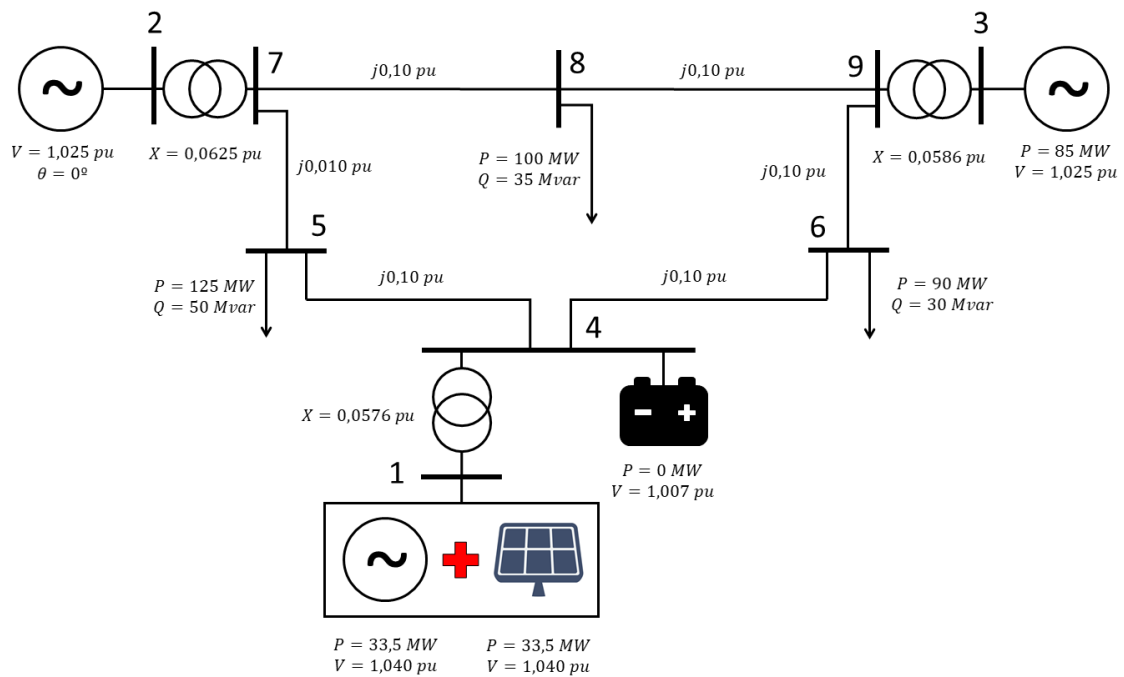 2
7
j0,10 pu
8
j0,10 pu
9
3
V = 1,025 pu
θ = 0º
X = 0,0625 pu
j0,010 pu
P = 100 MW
Q = 35 Mvar
j0,10 pu
X = 0,0586 pu
P = 85 MW
V = 1,025 pu
5
6
P = 125 MW
Q = 50 Mvar
j0,10 pu
j0,10 pu
P = 90 MW
Q = 30 Mvar
4
X = 0,0576 pu
P = 0 MW
V = 1,007 pu
1
P = 33,5 MW
V = 1,040 pu
P = 33,5 MW
V = 1,040 pu